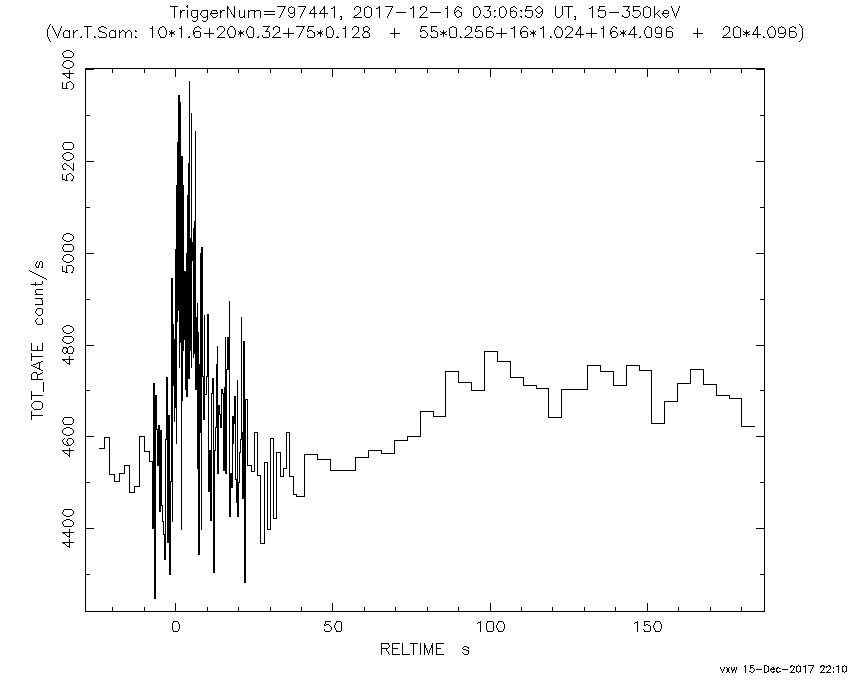 TriggerNum=797441, 2017-12-16 03:06:59 UT, 15-350keV
(Var.T.Sam: 10*1.6+20*0.32+75*0.128 + 55*0.256+16*1.024+16*4.096 + 20*4.096)
5400
5200
5000
4800
4600
4400
TOT_RATE count/s
0 50 100 150
RELTIME s
vxw 15-Dec-2017 22:10